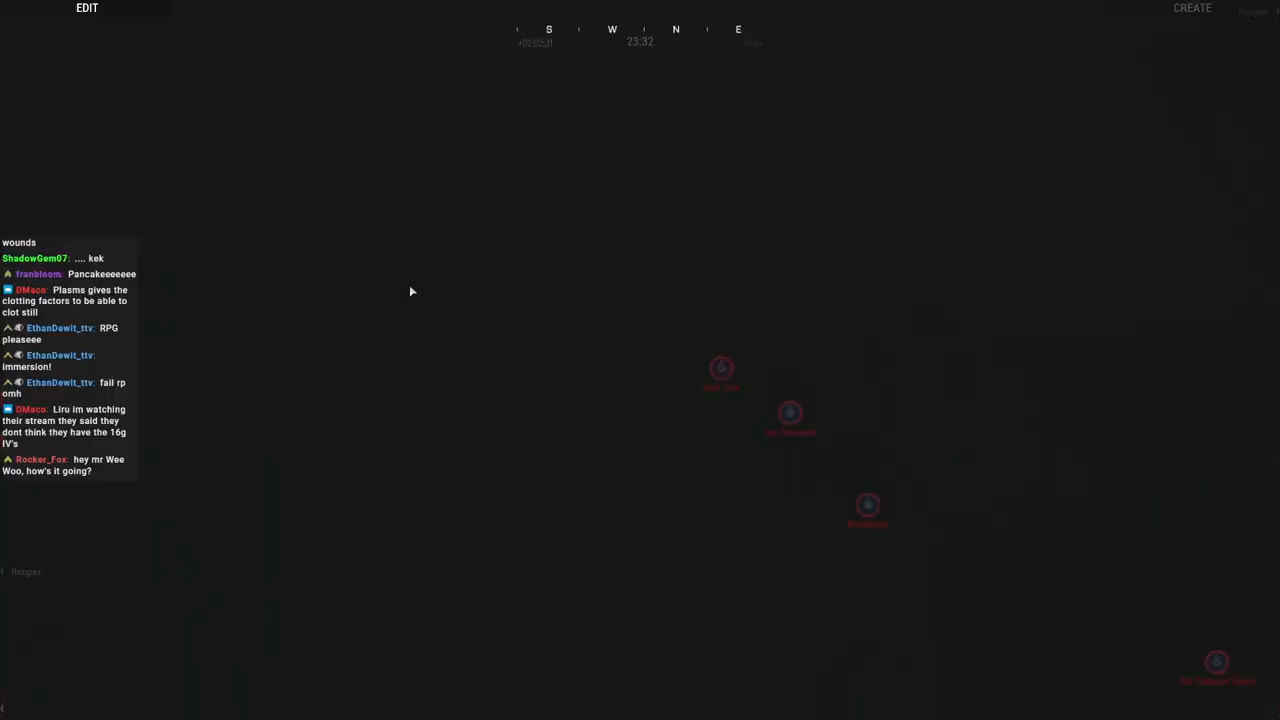 EDIT
CREATE
S W N E
23:32
wounds
ShadowGem07: .... kek
franbloom: Pancakeeeeeee
DMaco: Plasms gives the
clotting factors to be able to
clot still
EthanDewit_ttv: RPG
pleaseee
EthanDewit_ttv:
immersion!
EthanDewit_ttv: fail rp
omh
DMaco: Liru im watching
their stream they said they
dont think they have the 16g
IV's
Rocker_Fox: hey mr Wee
Woo, how's it going?